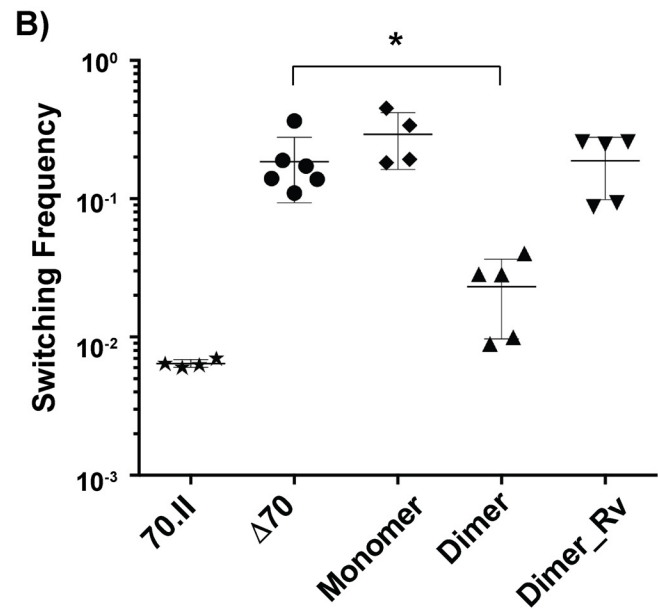 B)
*
Switching Frequency
10⁰
10⁻¹
10⁻²
10⁻³
70.II
Δ70
Monomer
Dimer
Dimer_Rv